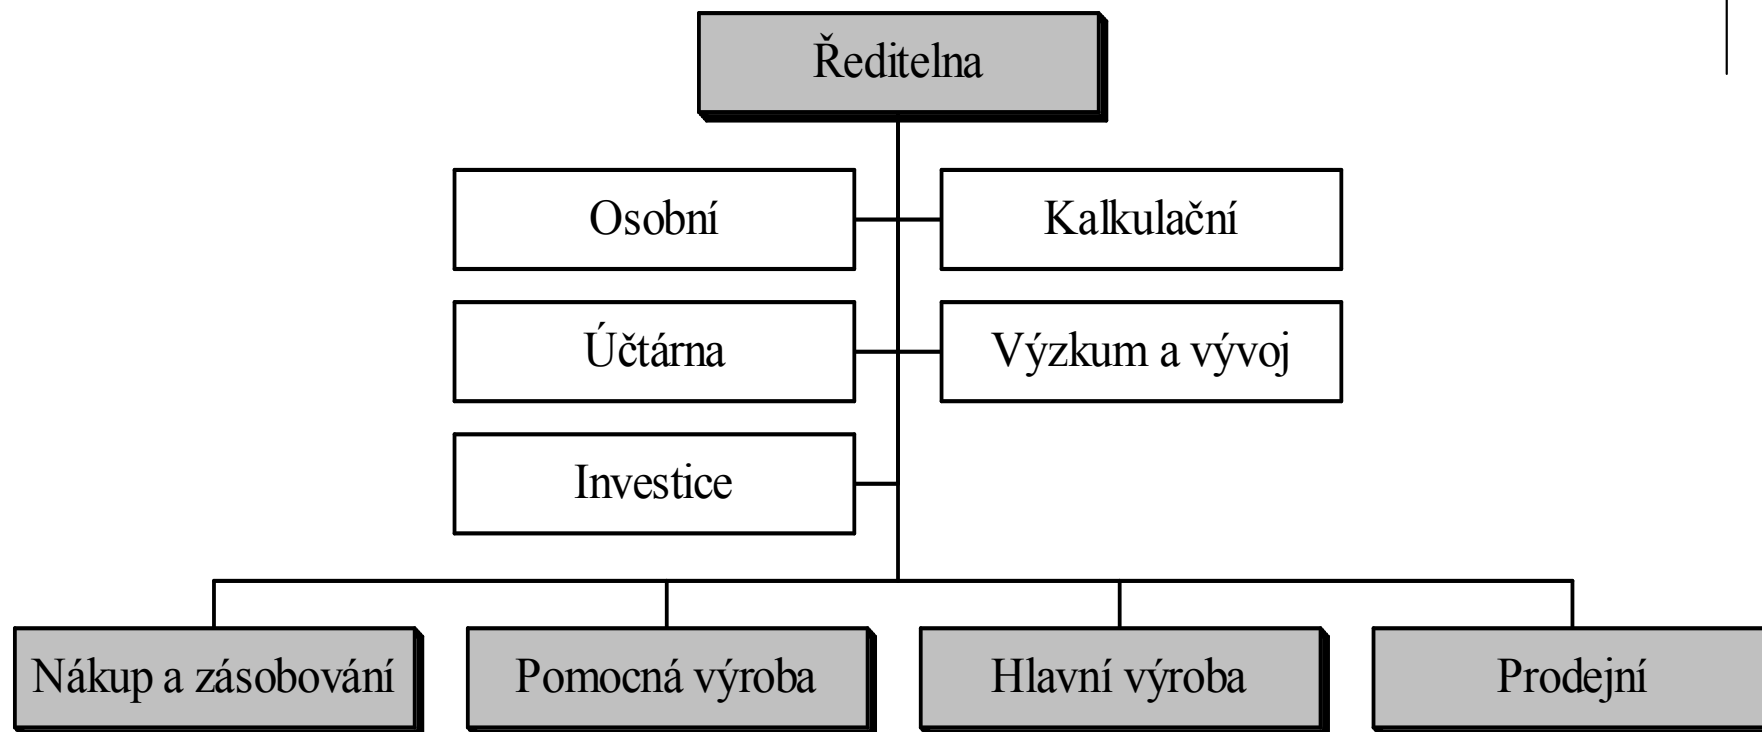 Ředitelna
Osobní
Kalkulační
Účtárna
Výzkum a vývoj
Investice
Nákup a zásobování
Pomocná výroba
Hlavní výroba
Prodejní